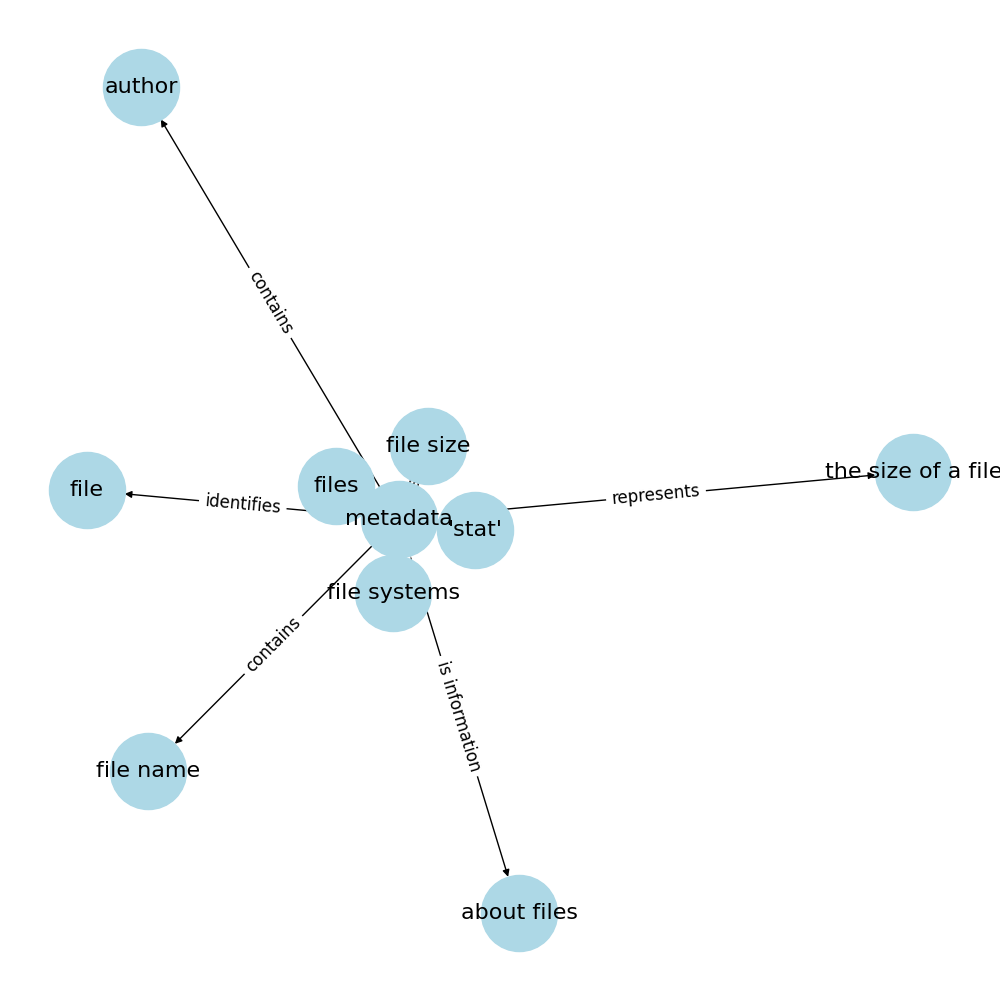 author
contains
file size
files
file
identifies
metadata
'stat'
represents
the size of a file
file systems
contains
is information
file name
about files